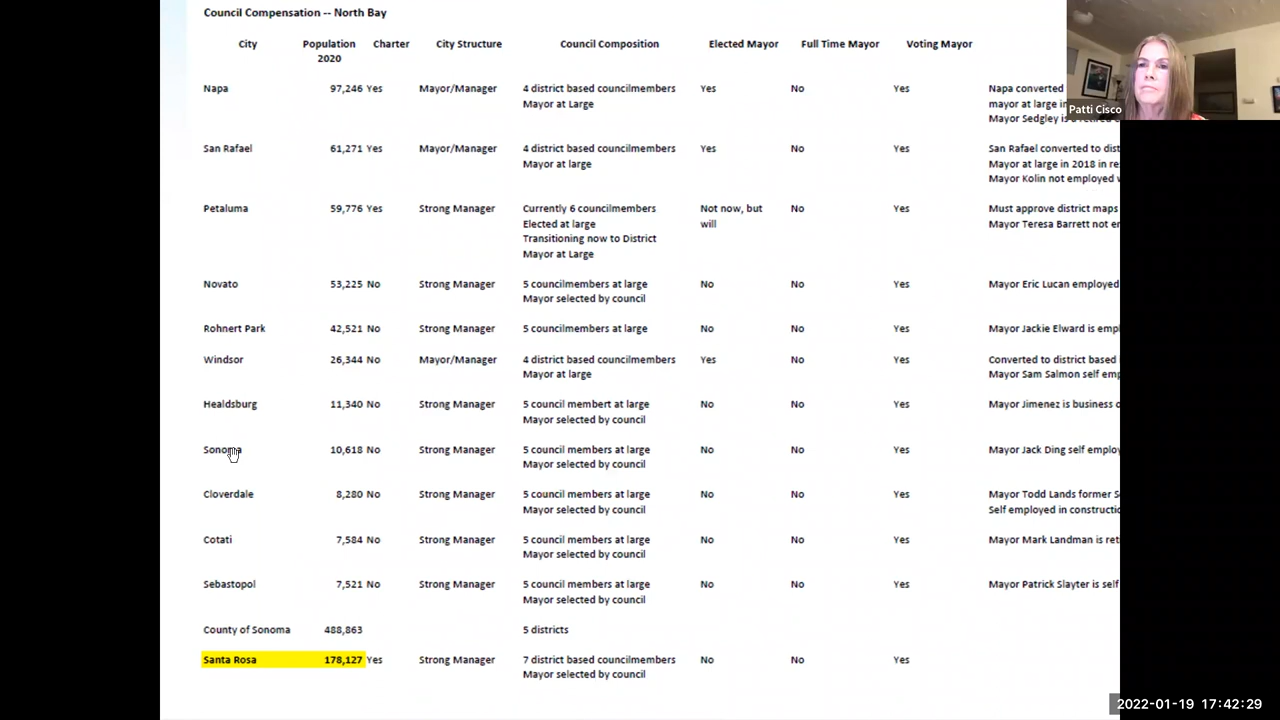 Council Compensation -- North Bay
City Population 2020 Charter City Structure Council Composition Elected Mayor Full Time Mayor Voting Mayor
Napa 97,246 Yes Mayor/Manager 4 district based councilmembers Yes No Yes Napa converted
Mayor at Large mayor at large in
Mayor Sedgley is a retired
San Rafael 61,271 Yes Mayor/Manager 4 district based councilmembers Yes No Yes San Rafael converted to dist
Mayor at large Mayor at large in 2018 in re
Mayor Kolin not employed
Petaluma 59,776 Yes Strong Manager Currently 6 councilmembers Not now, but No Yes Must approve district maps
Elected at large will Mayor Teresa Barrett not e
Transitioning now to District
Mayor at Large
Novato 53,225 No Strong Manager 5 councilmembers at large No No Yes Mayor Eric Lucan employed
Mayor selected by council
Rohnert Park 42,521 No Strong Manager 5 councilmembers at large No No Yes Mayor Jackie Elward is emp
Windsor 26,344 No Mayor/Manager 4 district based councilmembers Yes No Yes Converted to district based
Mayor at large Mayor Sam Salmon self emp
Healdsburg 11,340 No Strong Manager 5 council membert at large No No Yes Mayor Jimenez is business
Mayor selected by council
Sonoma 10,618 No Strong Manager 5 council members at large No No Yes Mayor Jack Ding self employ
Mayor selected by council
Cloverdale 8,280 No Strong Manager 5 council members at large No No Yes Mayor Todd Lands former S
Mayor selected by council Self employed in constructi
Cotati 7,584 No Strong Manager 5 council members at large No No Yes Mayor Mark Landman is ret
Mayor selected by council
Sebastopol 7,521 No Strong Manager 5 council members at large No No Yes Mayor Patrick Slayter is self
Mayor selected by council
County of Sonoma 488,863 5 districts
Santa Rosa 178,127 Yes Strong Manager 7 district based councilmembers No No Yes
Mayor selected by council
Patti Cisco
2022-01-19 17:42:29